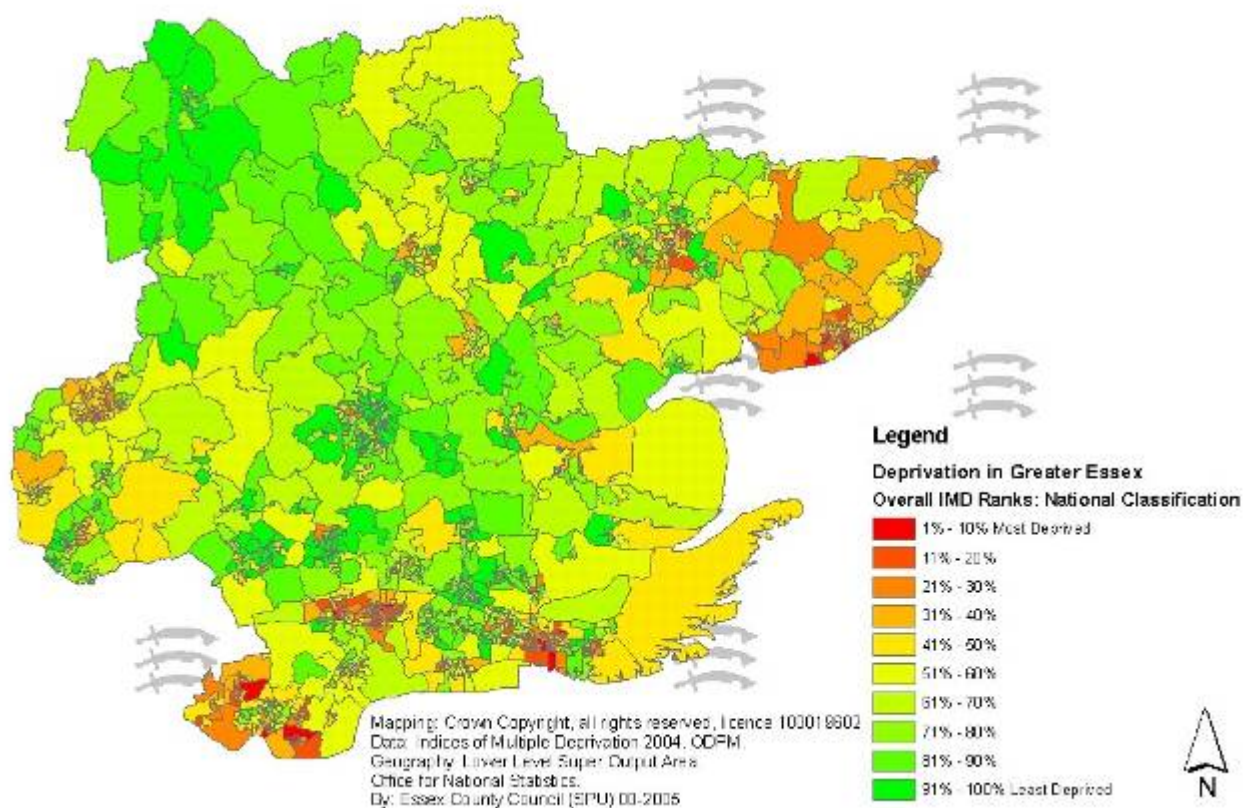 Legend
Deprivation in Greater Essex
Overall IMD Ranks: National Classification
1% - 10% Most Deprived
11% - 20%
21% - 30%
31% - 40%
41% - 50%
51% - 60%
61% - 70%
71% - 80%
81% - 90%
91% - 100% Least Deprived
Mapping: Crown Copyright, all rights reserved, licence 100019602
Data: Indices of Multiple Deprivation 2004. ODPM.
Geography: Lower Level Super Output Area
Office for National Statistics.
By: Essex County Council (SPU) 03-2005
N